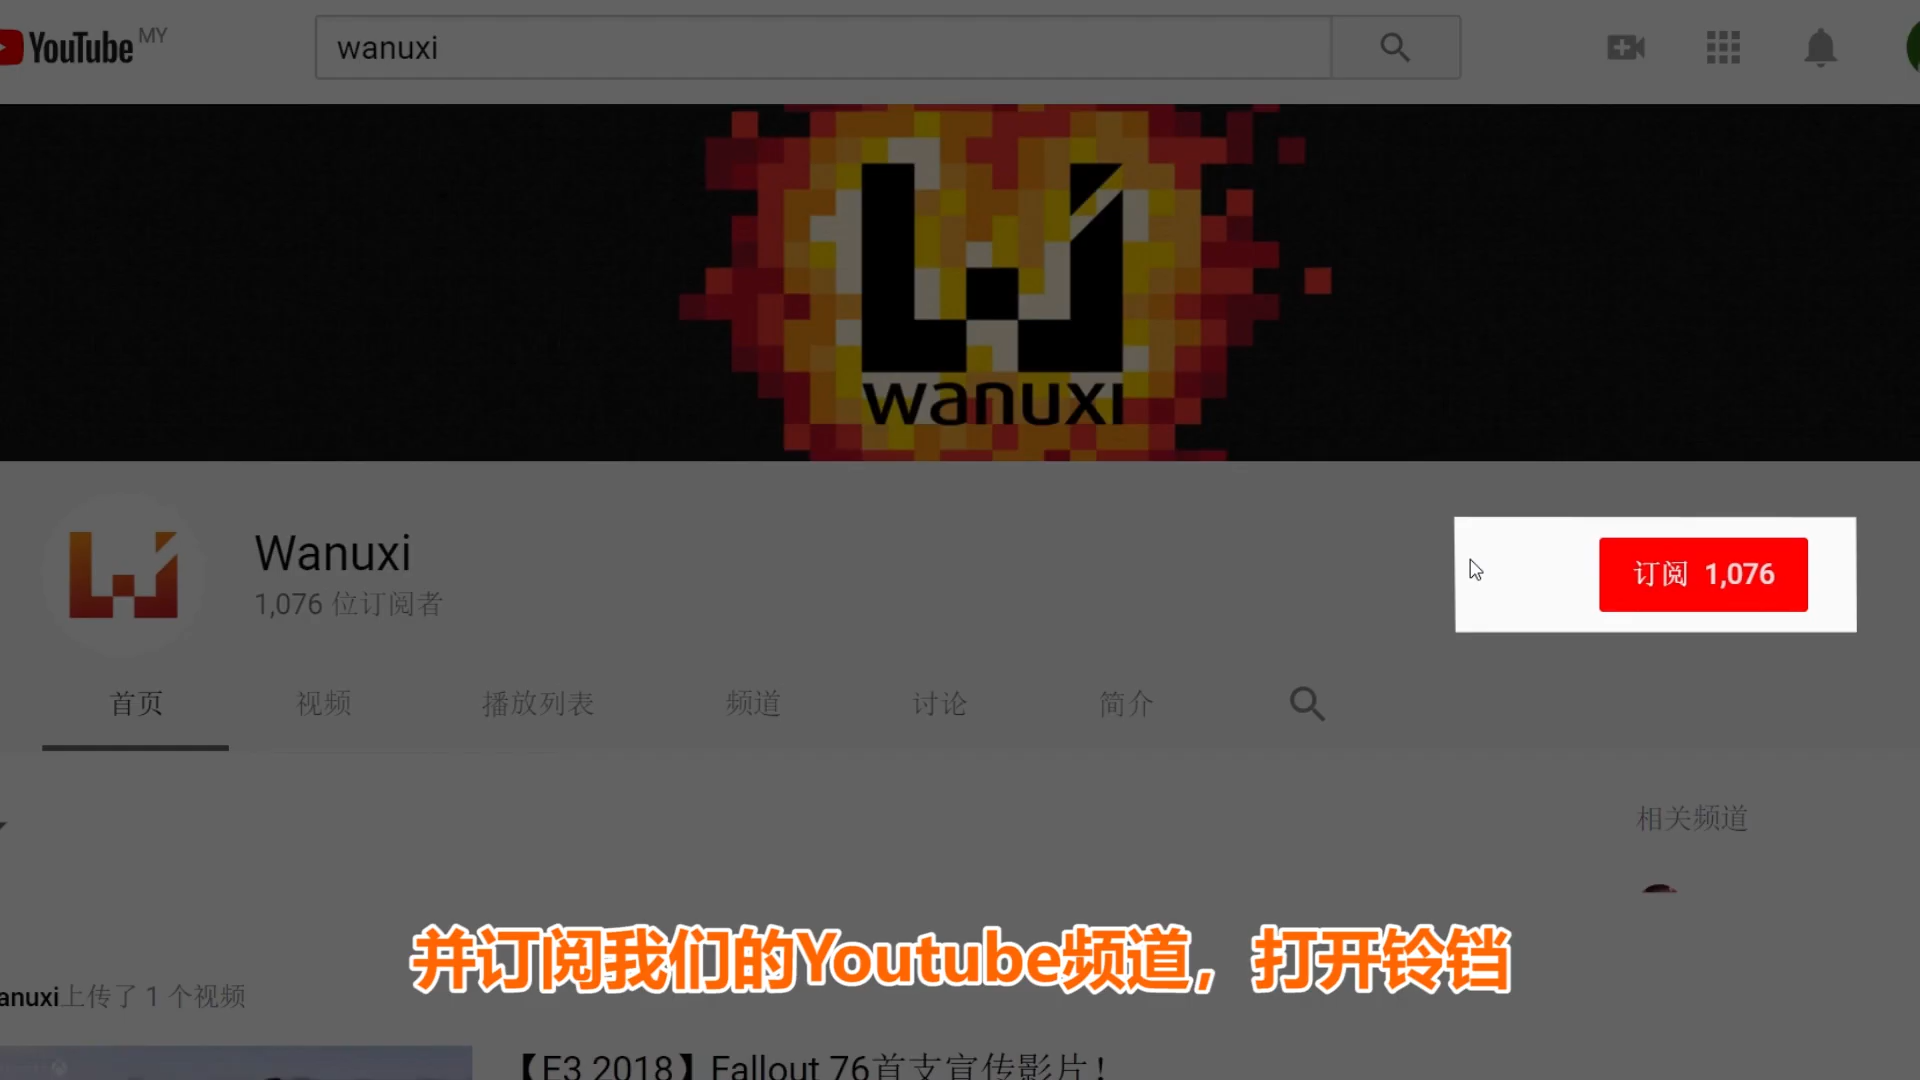 YouTube MY
wanuxi
wanuxi
Wanuxi
1,076 位订阅者
订阅 1,076
首页 视频 播放列表 频道 讨论 简介
相关频道
并订阅我们的Youtube频道，打开铃铛
anuxi上传了 1 个视频
【E3 2018】Fallout 76首支宣传影片！